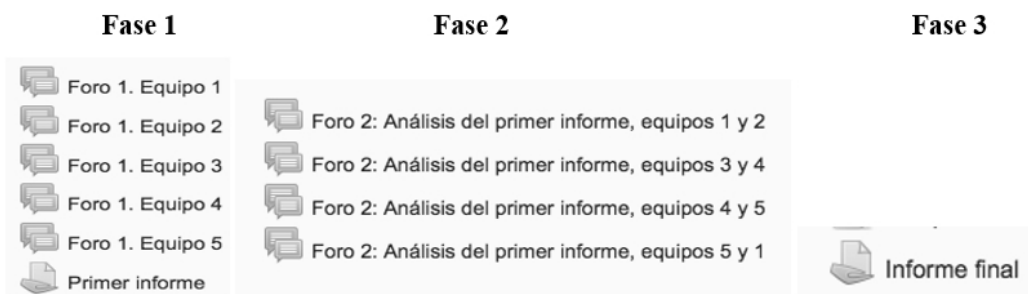 Fase 1
Foro 1. Equipo 1
Foro 1. Equipo 2
Foro 1. Equipo 3
Foro 1. Equipo 4
Foro 1. Equipo 5
Primer informe
Fase 2
Foro 2: Análisis del primer informe, equipos 1 y 2
Foro 2: Análisis del primer informe, equipos 3 y 4
Foro 2: Análisis del primer informe, equipos 4 y 5
Foro 2: Análisis del primer informe, equipos 5 y 1
Fase 3
Informe final